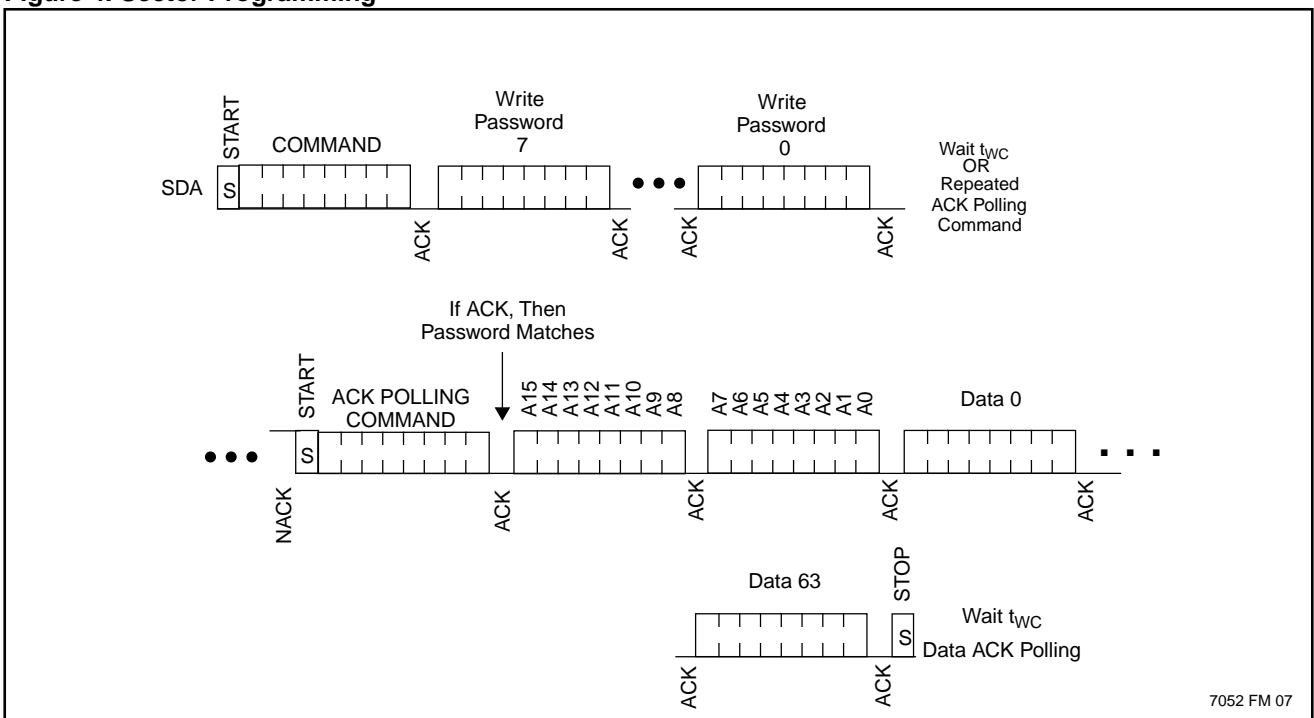 Figure 4. Sector Programming
START
COMMAND
Write
Password
7
Write
Password
0
Wait tWC
OR
Repeated
ACK Polling
Command
SDA
S
ACK
ACK
ACK
ACK
If ACK, Then
Password Matches
START
ACK POLLING
COMMAND
A15
A14
A13
A12
A11
A10
A9
A8
A7
A6
A5
A4
A3
A2
A1
A0
Data 0
S
NACK
ACK
ACK
ACK
ACK
Data 63
STOP
Wait tWC
S
Data ACK Polling
ACK
ACK
7052 FM 07